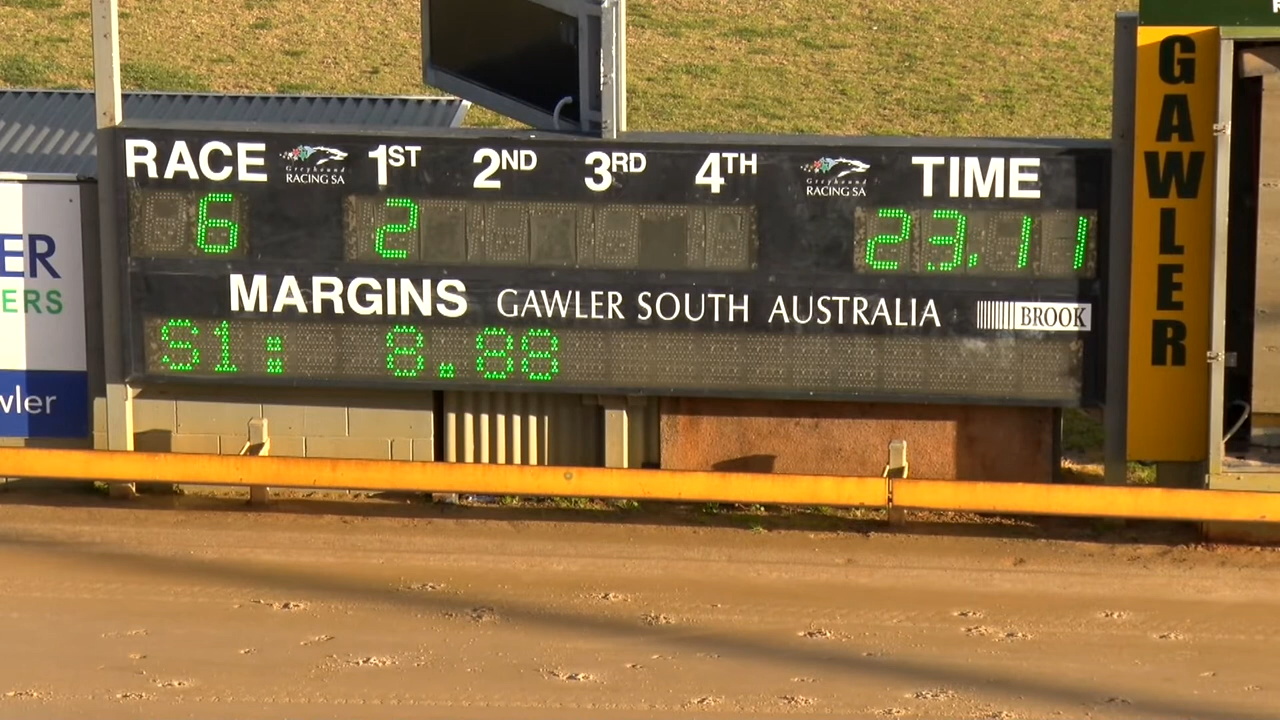 RACE Greyhound RACING SA 1ST 2ND 3RD 4TH Greyhound RACING SA TIME
6 2 23.11
MARGINS GAWLER SOUTH AUSTRALIA BROOK
S1: 8.88
GAWLER
ER
ERS
wler